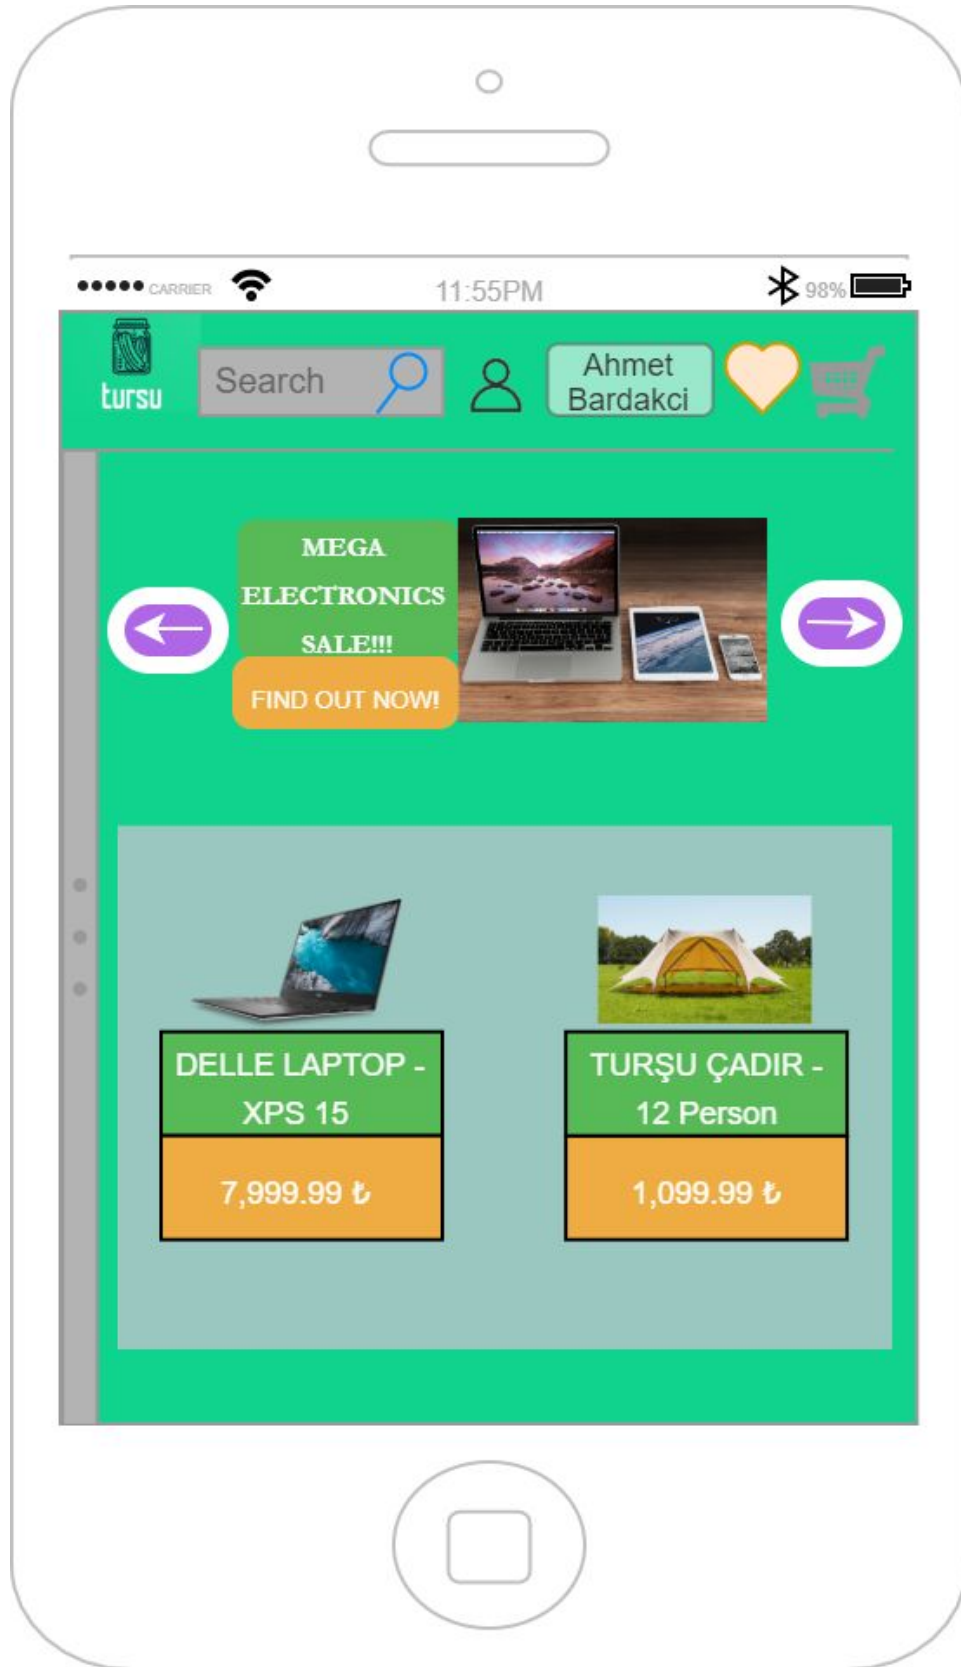 CARRIER
11:55PM
98%
tursu
Search
Ahmet
Bardakci
MEGA
ELECTRONICS
SALE!!!
FIND OUT NOW!
DELLE LAPTOP -
XPS 15
7,999.99 ₺
TURŞU ÇADIR -
12 Person
1,099.99 ₺